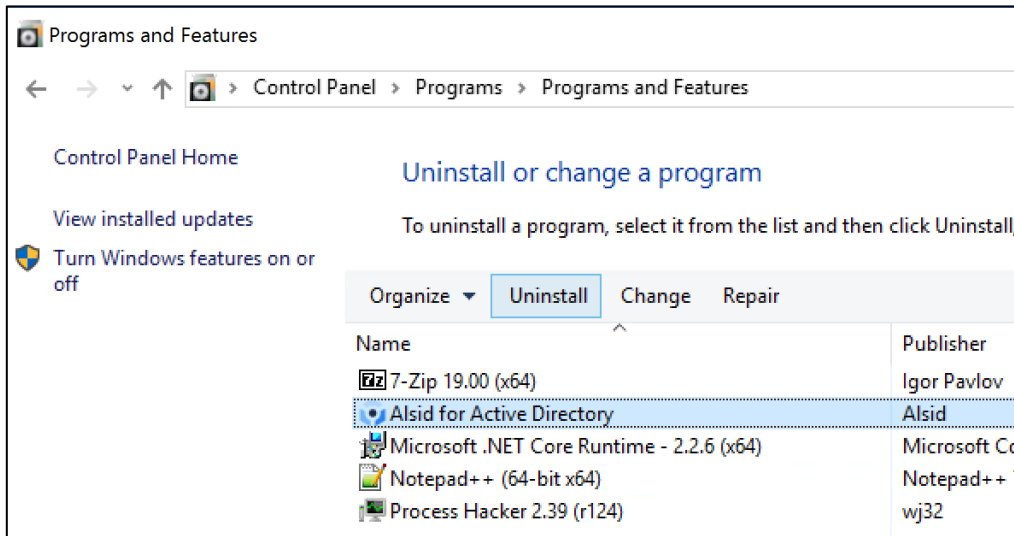 Programs and Features
Control Panel > Programs > Programs and Features
Control Panel Home
View installed updates
Turn Windows features on or
off
Uninstall or change a program
To uninstall a program, select it from the list and then click Uninstall,
Organize Uninstall Change Repair
Name Publisher
7-Zip 19.00 (x64) Igor Pavlov
Alsid for Active Directory Alsid
Microsoft .NET Core Runtime - 2.2.6 (x64) Microsoft Co
Notepad++ (64-bit x64) Notepad++
Process Hacker 2.39 (r124) wj32